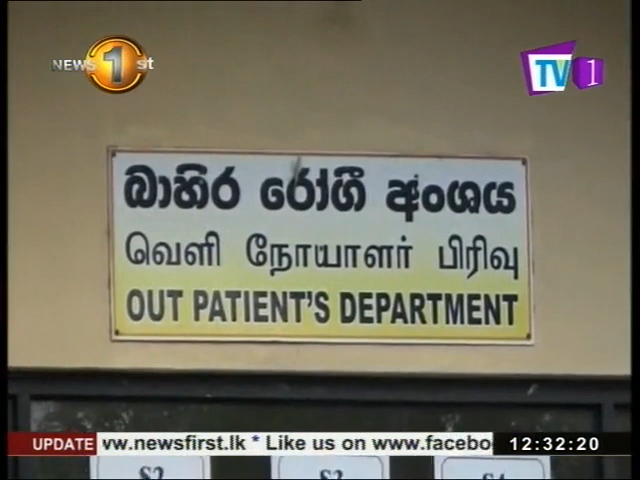 NEWS 1st
TV 1
බාහිර රෝගී අංශය
வெளி நோயாளர் பிரிவு
OUT PATIENT'S DEPARTMENT
UPDATE vw.newsfirst.lk * Like us on www.facebo 12:32:20